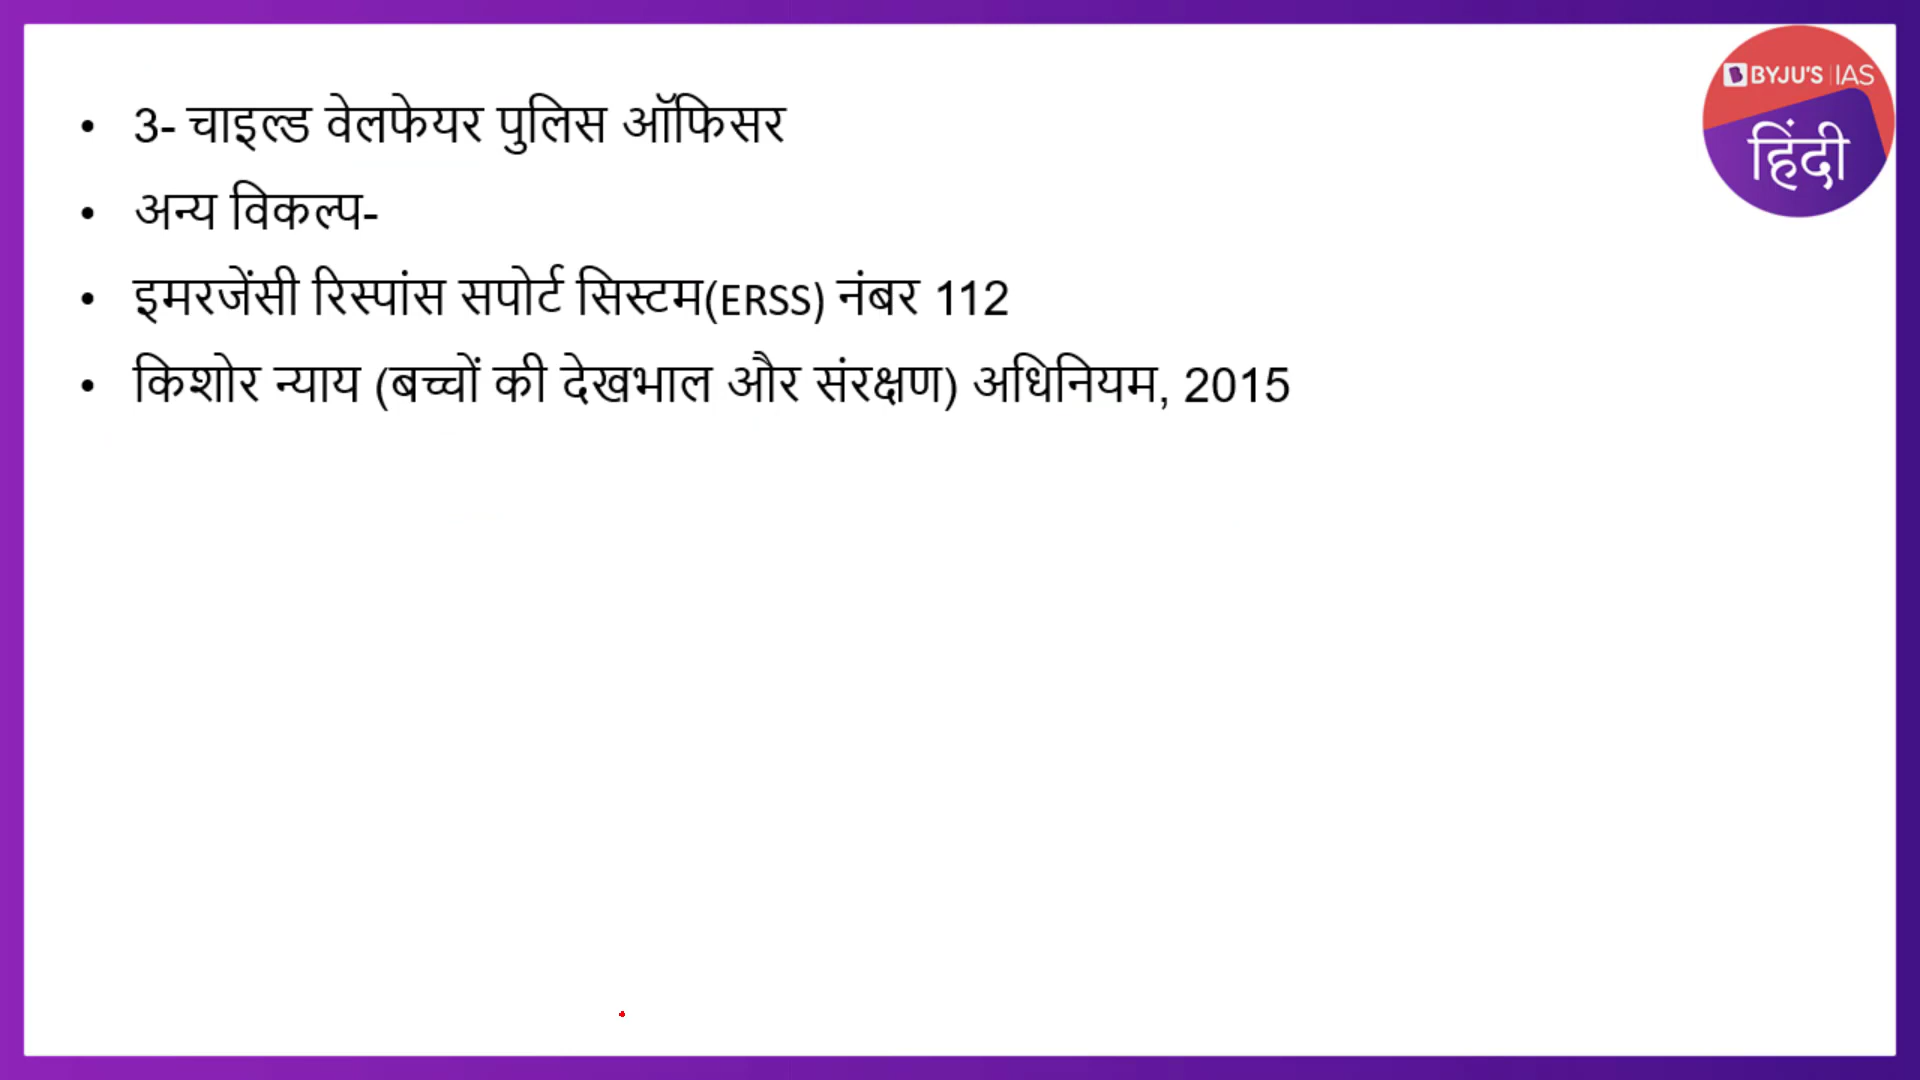 BYJU'S IAS
हिंदी
• 3- चाइल्ड वेलफेयर पुलिस ऑफिसर
• अन्य विकल्प-
• इमरजेंसी रिस्पांस सपोर्ट सिस्टम(ERSS) नंबर 112
• किशोर न्याय (बच्चों की देखभाल और संरक्षण) अधिनियम, 2015